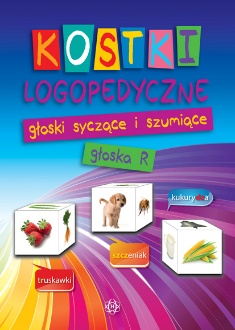 KOSTKI
LOGOPEDYCZNE
głoski syczące i szumiące
głoska R
kukurydza
szczeniak
truskawki